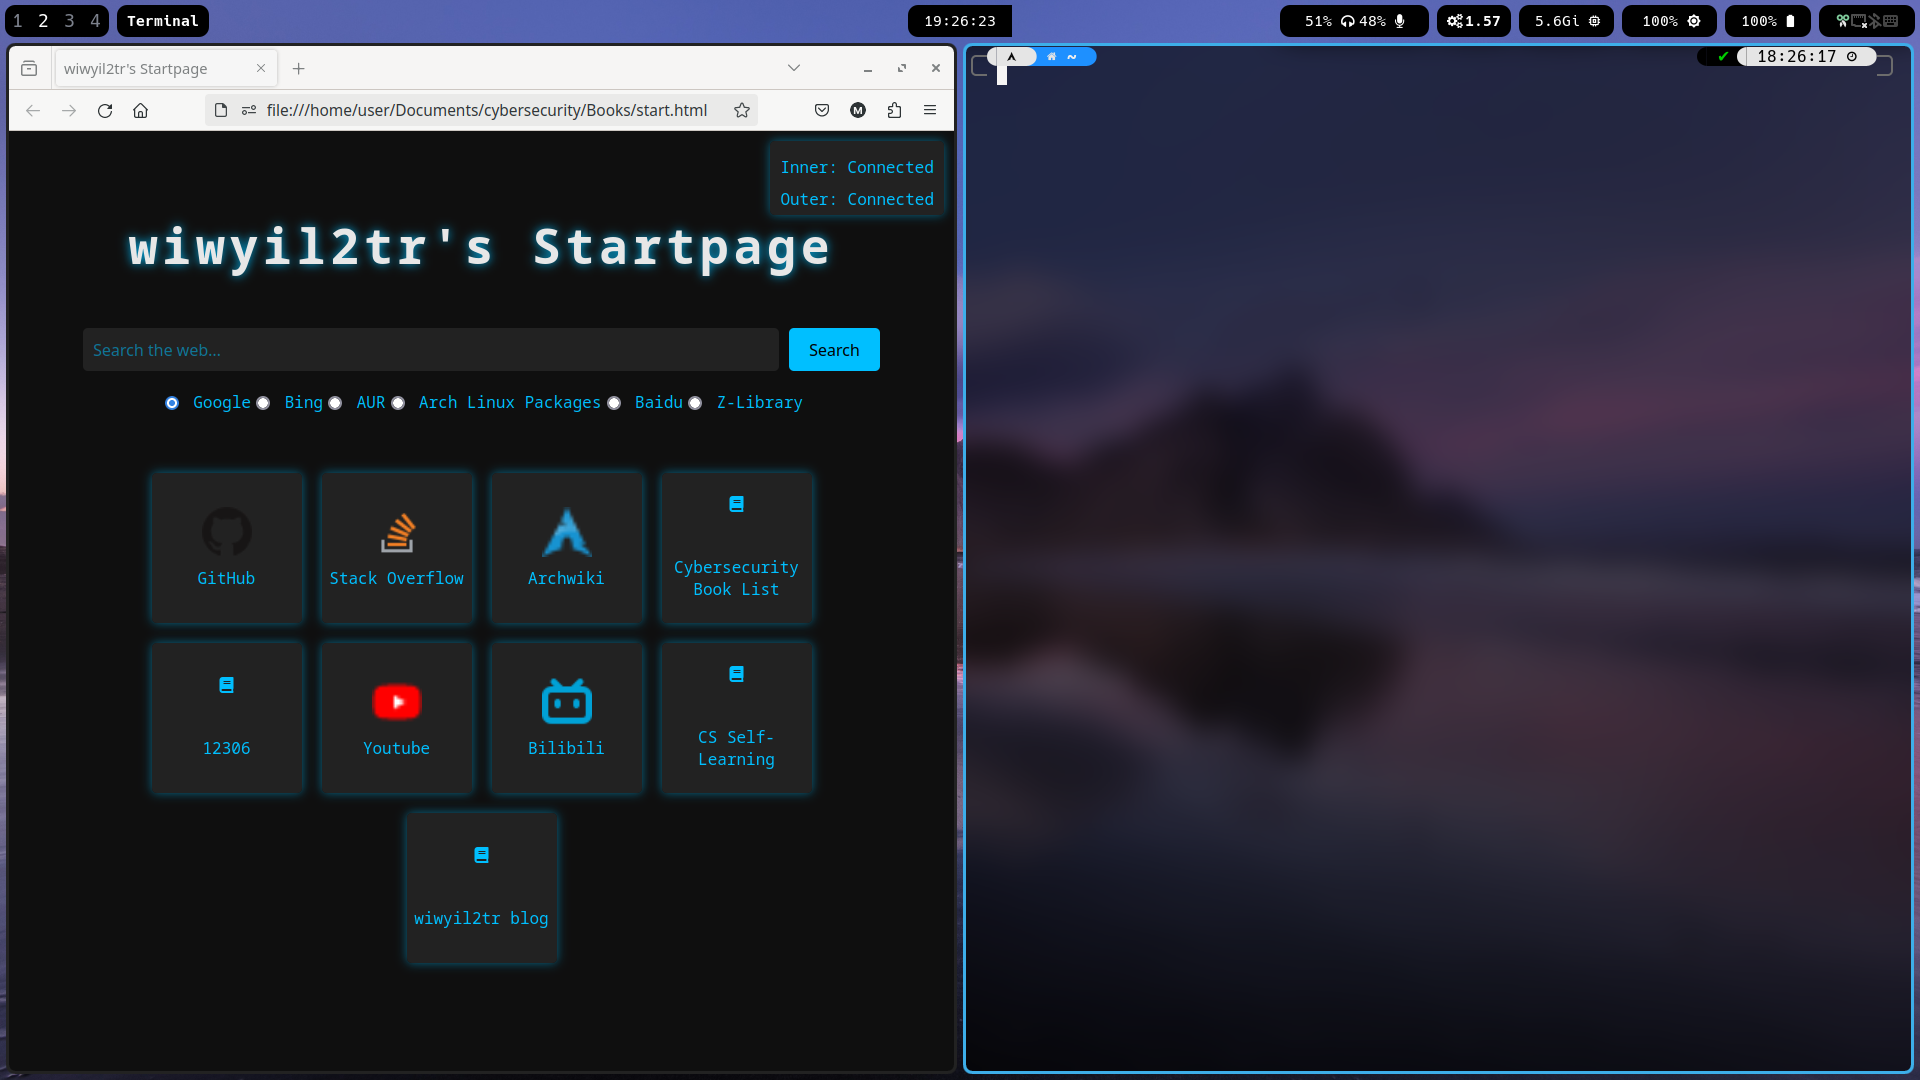 1 2 3 4 Terminal 19:26:23 51% 48% 1.57 5.6Gi 100% 100%
wiwyil2tr's Startpage
file:///home/user/Documents/cybersecurity/Books/start.html
Inner: Connected
Outer: Connected
wiwyil2tr's Startpage
Search the web... Search
Google Bing AUR Arch Linux Packages Baidu Z-Library
GitHub
Stack Overflow
Archwiki
Cybersecurity
Book List
12306
Youtube
Bilibili
CS Self-
Learning
wiwyil2tr blog
~ ✔ 18:26:17